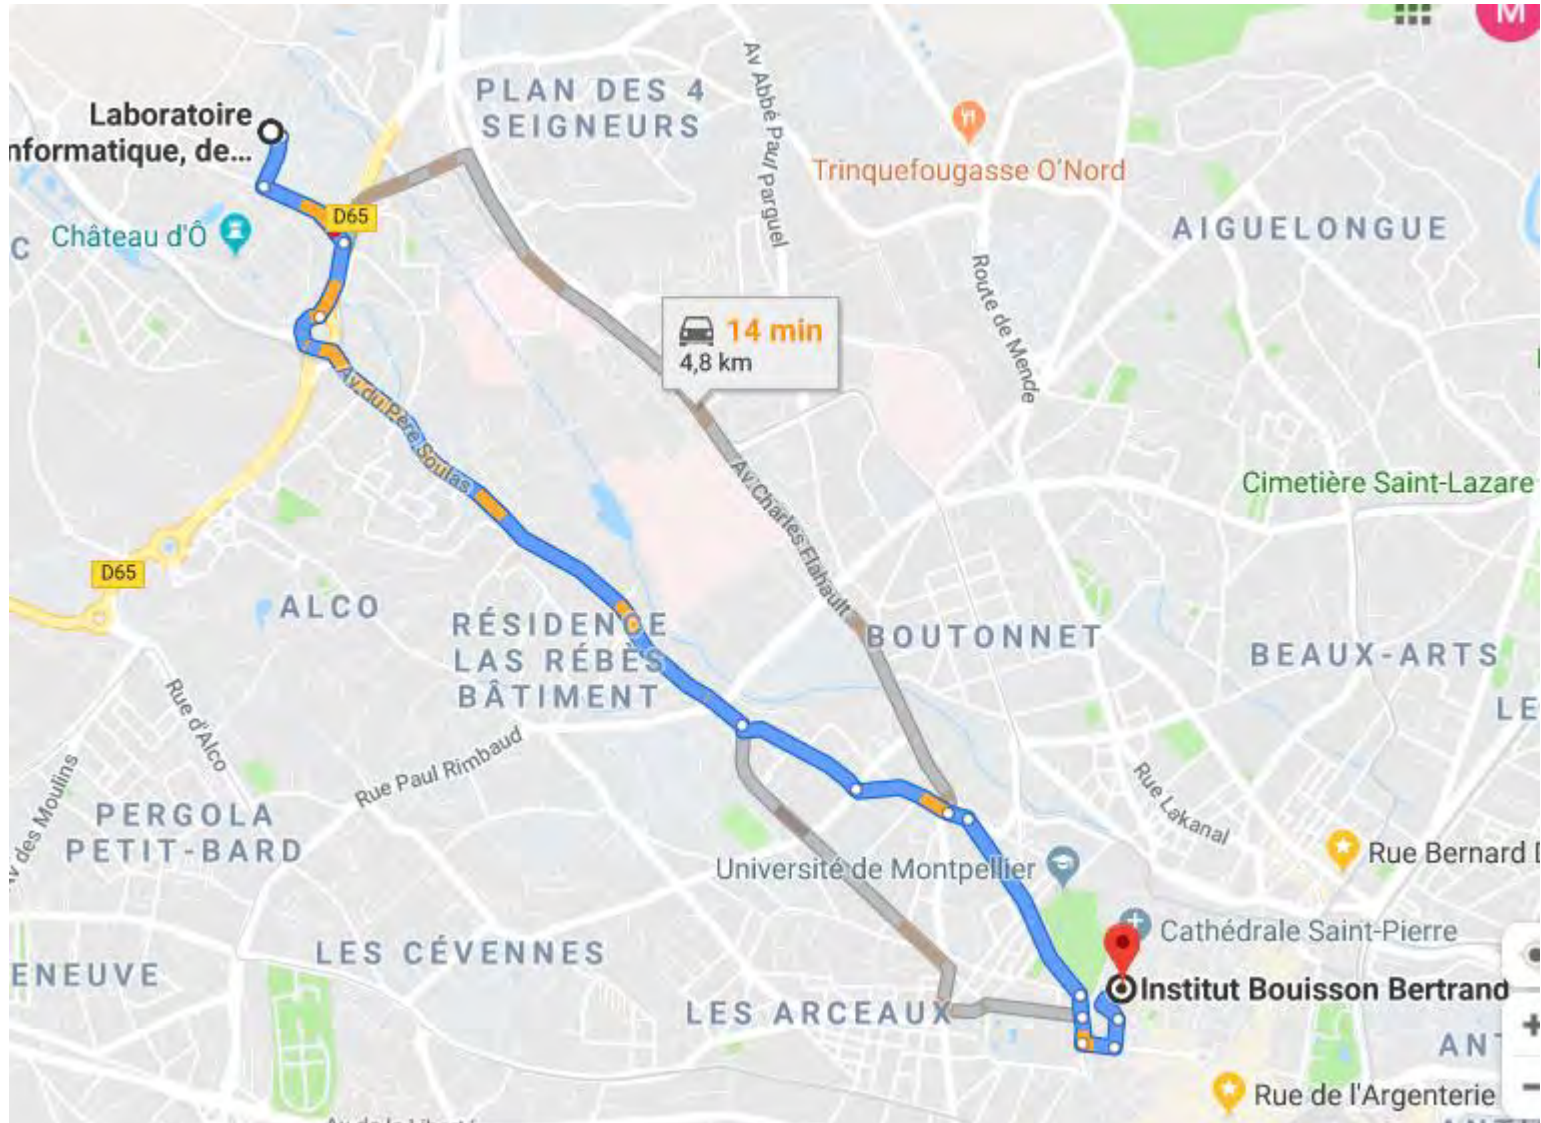 M
PLAN DES 4
SEIGNEURS
Av Abbé Paul Parguel
Laboratoire
nformatique, de...
Trinquefougasse O'Nord
D65
Château d'Ô
C
AIGUELONGUE
Route de Mende
14 min
4,8 km
Av. du Père Soulas
Av. Charles Flahault
Cimetière Saint-Lazare
D65
ALCO
RÉSIDENCE
LAS RÉBÈS
BÂTIMENT
BOUTONNET
BEAUX-ARTS
LE
Rue d'Alco
Rue Paul Rimbaud
Av des Moulins
PERGOLA
PETIT-BARD
Rue Lakanal
Université de Montpellier
Rue Bernard D
Cathédrale Saint-Pierre
LES CÉVENNES
ENEUVE
Institut Bouisson Bertrand
LES ARCEAUX
+
ANT
−
Rue de l'Argenterie